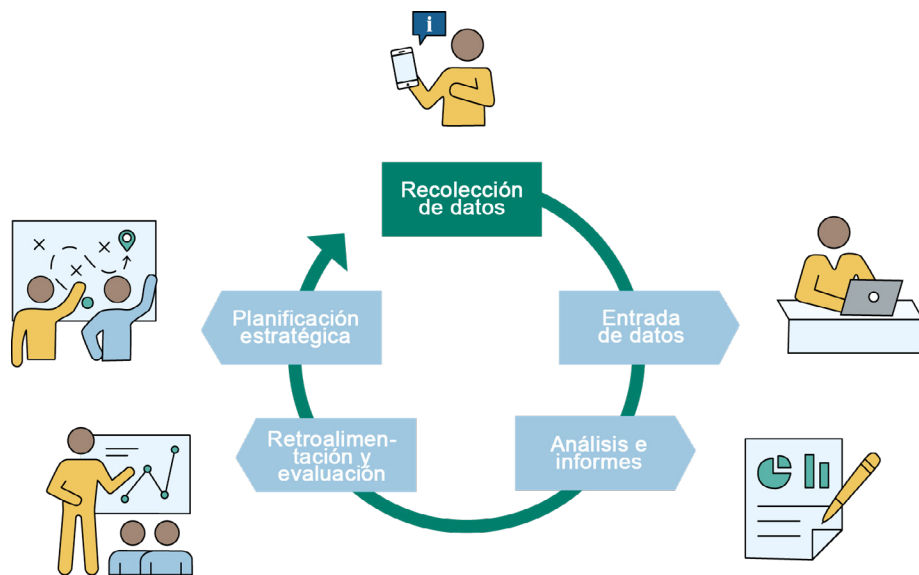 i
Recolección
de datos
Entrada
de datos
Análisis e
informes
Retroalimen-
tación y
evaluación
Planificación
estratégica